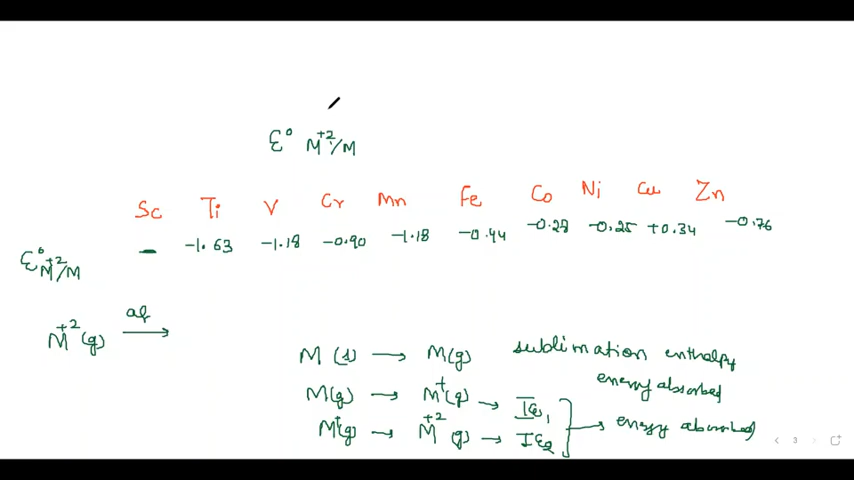 Ɛ° M⁺²/M
Sc Ti V Cr Mn Fe Co Ni Cu Zn
Ɛ°M⁺²/M – -1.63 -1.18 -0.90 -1.18 -0.44 -0.28 -0.25 +0.34 -0.76
M⁺²(g) aq →
M(s) → M(g) sublimation enthalpy
energy absorbed
M(g) → M⁺(g) → IE₁
M⁺(g) → M⁺²(g) → IE₂ → energy absorbed
3